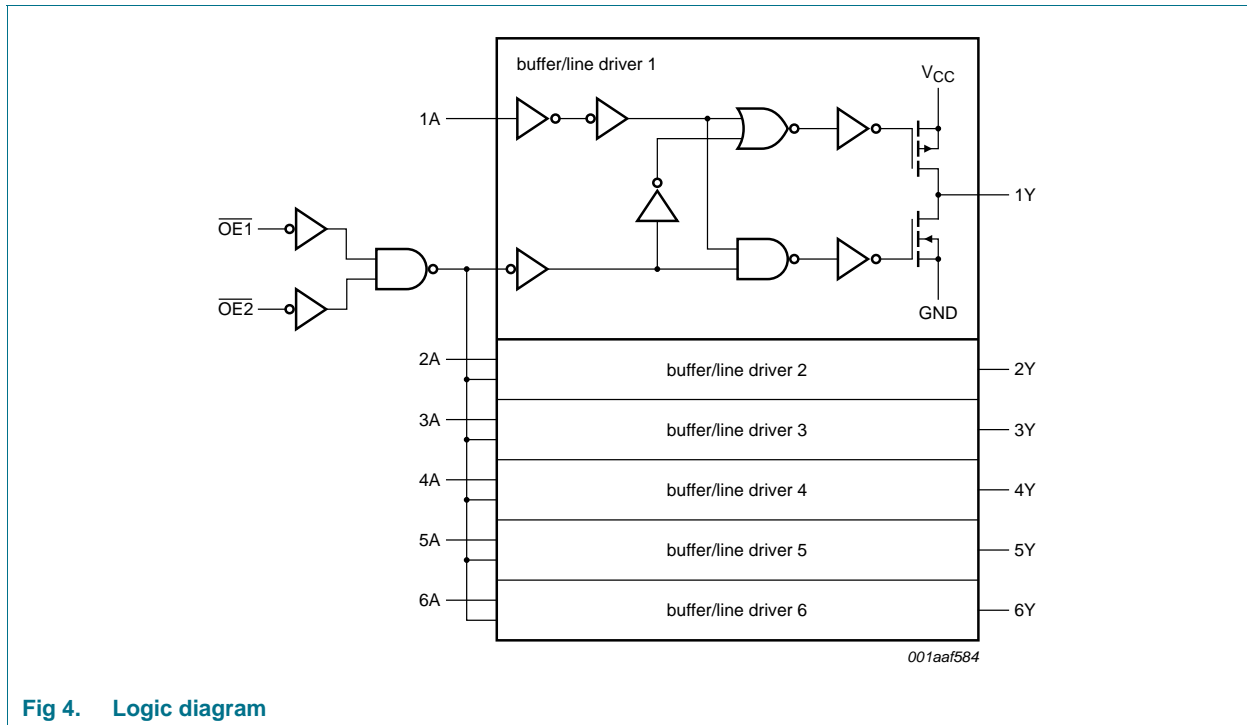 buffer/line driver 1
VCC
1A
1Y
OE1
OE2
GND
2A
buffer/line driver 2
2Y
3A
buffer/line driver 3
3Y
4A
buffer/line driver 4
4Y
5A
buffer/line driver 5
5Y
6A
buffer/line driver 6
6Y
001aaf584
Fig 4. Logic diagram